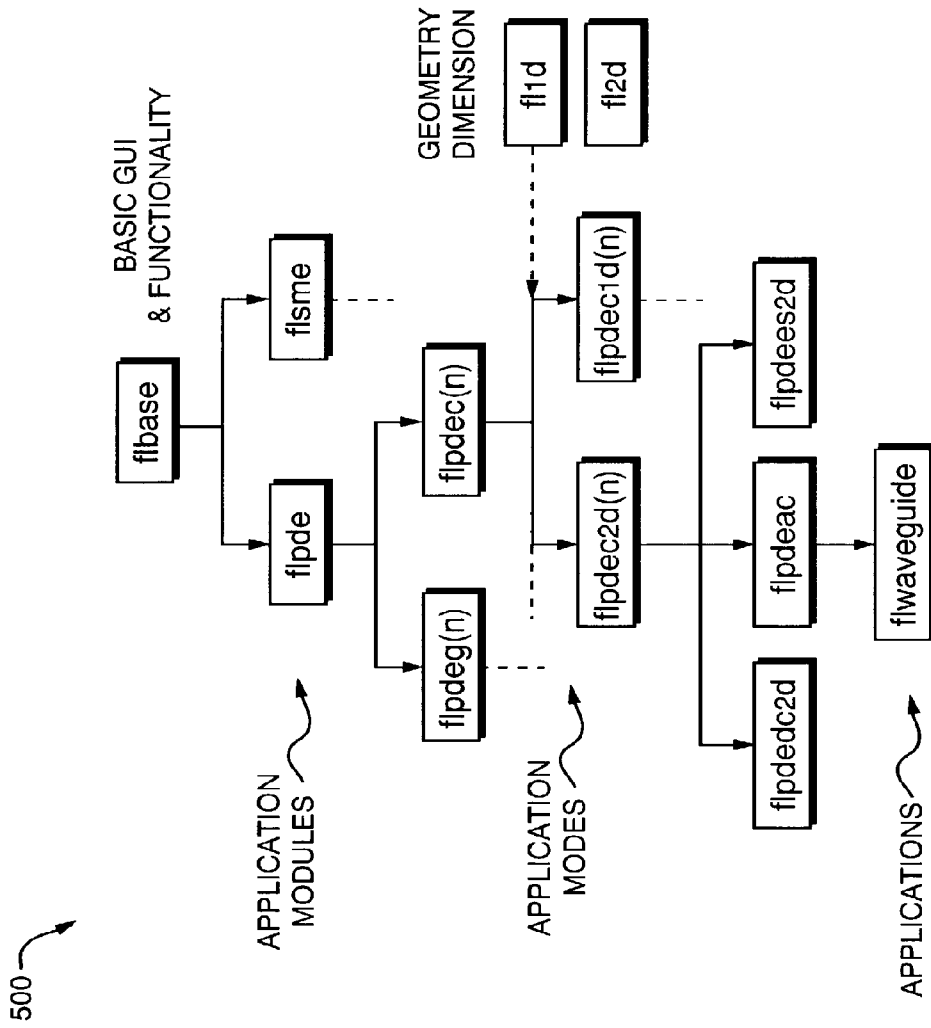 500
BASIC GUI
& FUNCTIONALITY
flbase
APPLICATION
MODULES
flpde
flsme
GEOMETRY
DIMENSION
flpdeg(n)
flpdec(n)
fl1d
fl2d
APPLICATION
MODES
flpdec2d(n)
flpdec1d(n)
flpdedc2d
flpdeac
flpdees2d
APPLICATIONS
flwaveguide